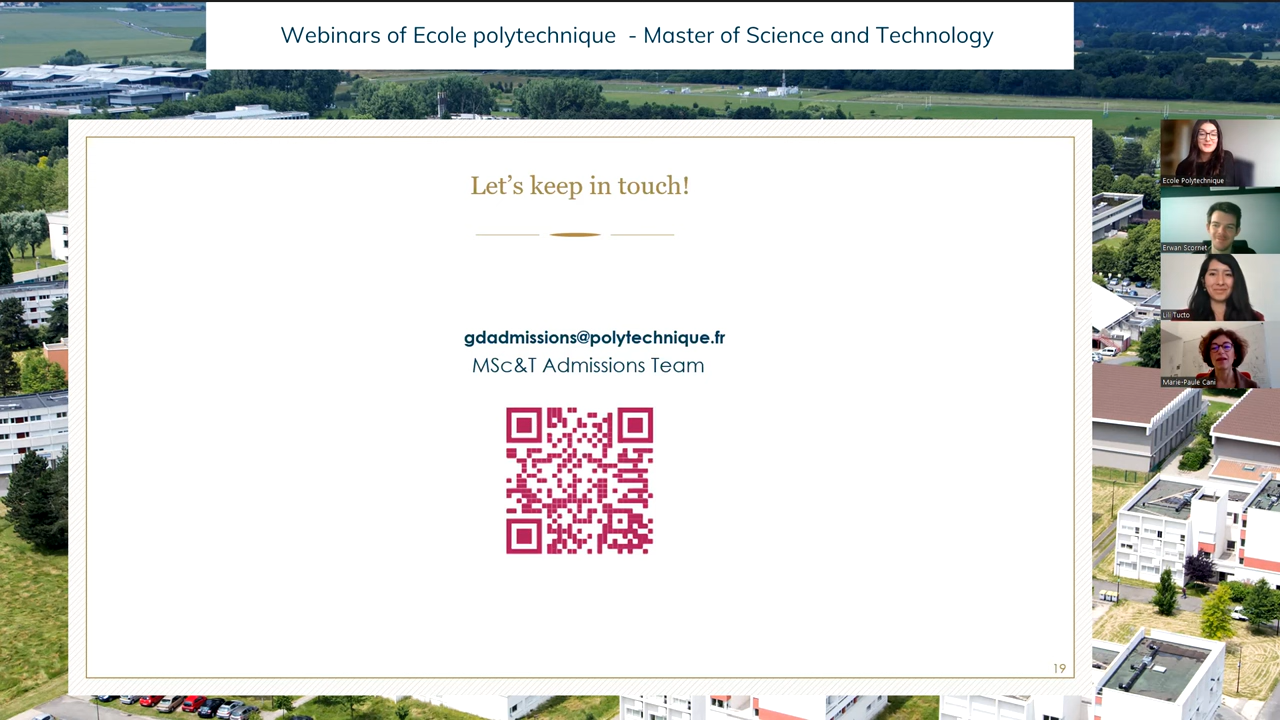 Webinars of Ecole polytechnique - Master of Science and Technology
Let's keep in touch!
gdadmissions@polytechnique.fr
MSc&T Admissions Team
19
Ecole Polytechnique
Erwan Scornet
Lili Tucto
Marie-Paule Cani